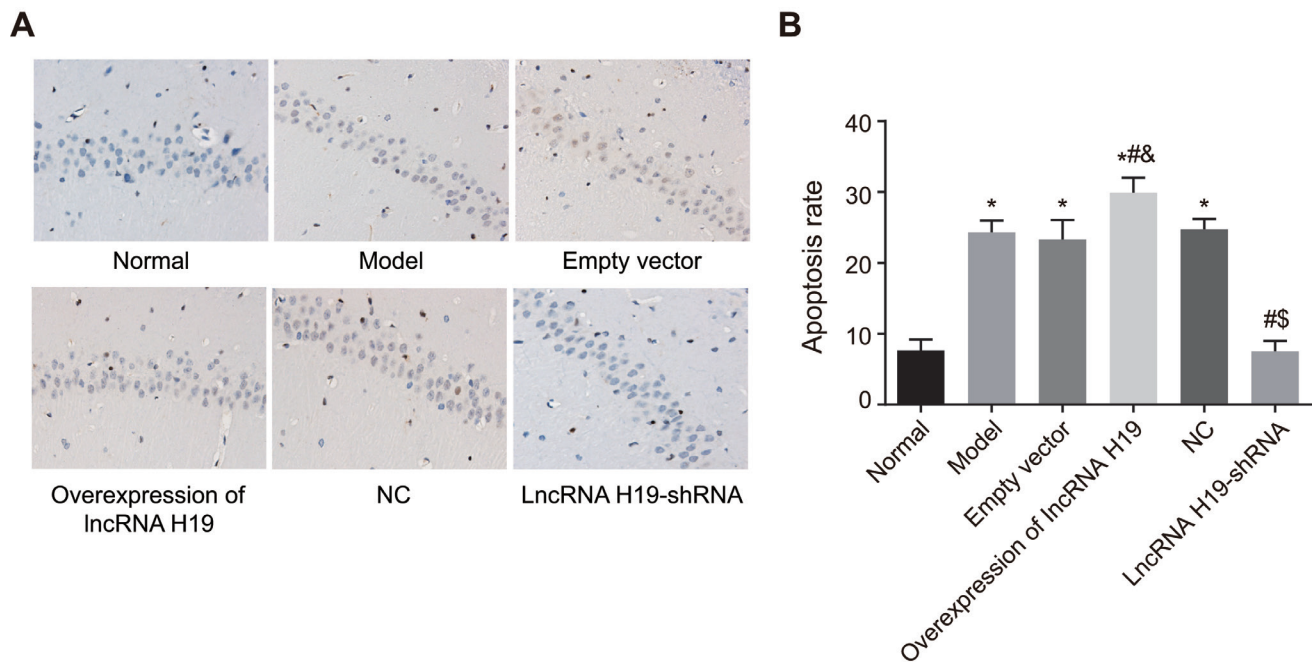 A
Normal
Model
Empty vector
Overexpression of
lncRNA H19
NC
LncRNA H19-shRNA
B
Apoptosis rate
40
30
20
10
0
*
*
*#&
*
#$
Normal
Model
Empty vector
Overexpression of lncRNA H19
NC
LncRNA H19-shRNA